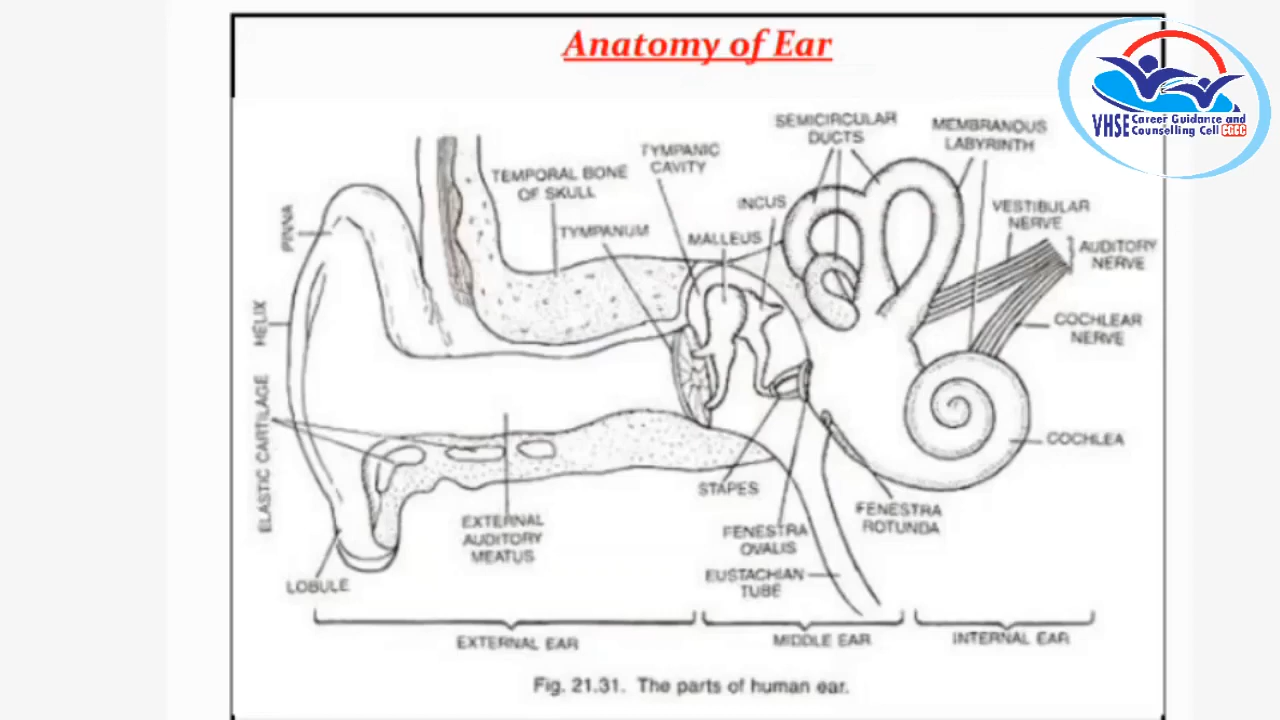 Anatomy of Ear
VHSE Career Guidance and
Counselling Cell CGCC
SEMICIRCULAR
DUCTS
MEMBRANOUS
LABYRINTH
TYMPANIC
CAVITY
TEMPORAL BONE
OF SKULL
INCUS
VESTIBULAR
NERVE
PINNA
TYMPANUM
MALLEUS
AUDITORY
NERVE
HELIX
COCHLEAR
NERVE
ELASTIC CARTILAGE
COCHLEA
STAPES
FENESTRA
ROTUNDA
EXTERNAL
AUDITORY
MEATUS
FENESTRA
OVALIS
EUSTACHIAN
TUBE
LOBULE
EXTERNAL EAR
MIDDLE EAR
INTERNAL EAR
Fig. 21.31. The parts of human ear.